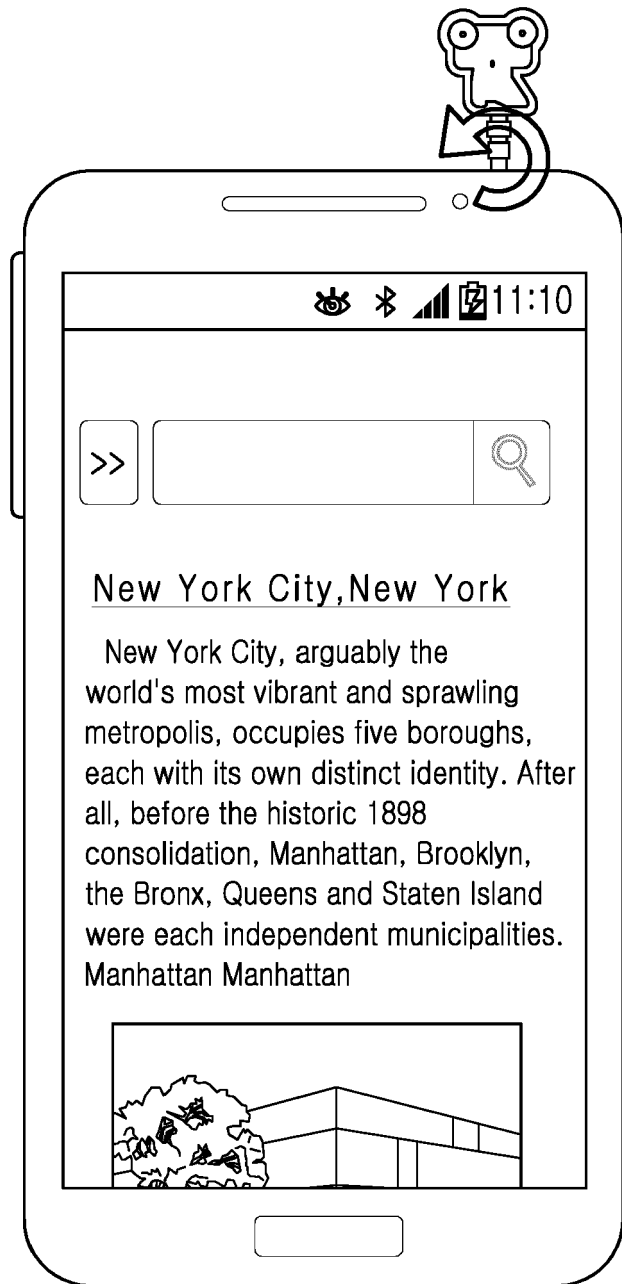 11:10
>>
New York City,New York
New York City, arguably the
world's most vibrant and sprawling
metropolis, occupies five boroughs,
each with its own distinct identity. After
all, before the historic 1898
consolidation, Manhattan, Brooklyn,
the Bronx, Queens and Staten Island
were each independent municipalities.
Manhattan Manhattan